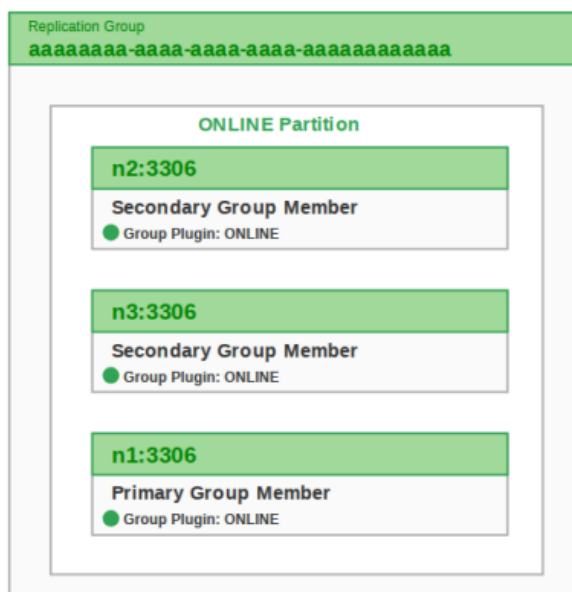 Replication Group
aaaaaaaa-aaaa-aaaa-aaaa-aaaaaaaaaaaa
ONLINE Partition
n2:3306
Secondary Group Member
Group Plugin: ONLINE
n3:3306
Secondary Group Member
Group Plugin: ONLINE
n1:3306
Primary Group Member
Group Plugin: ONLINE